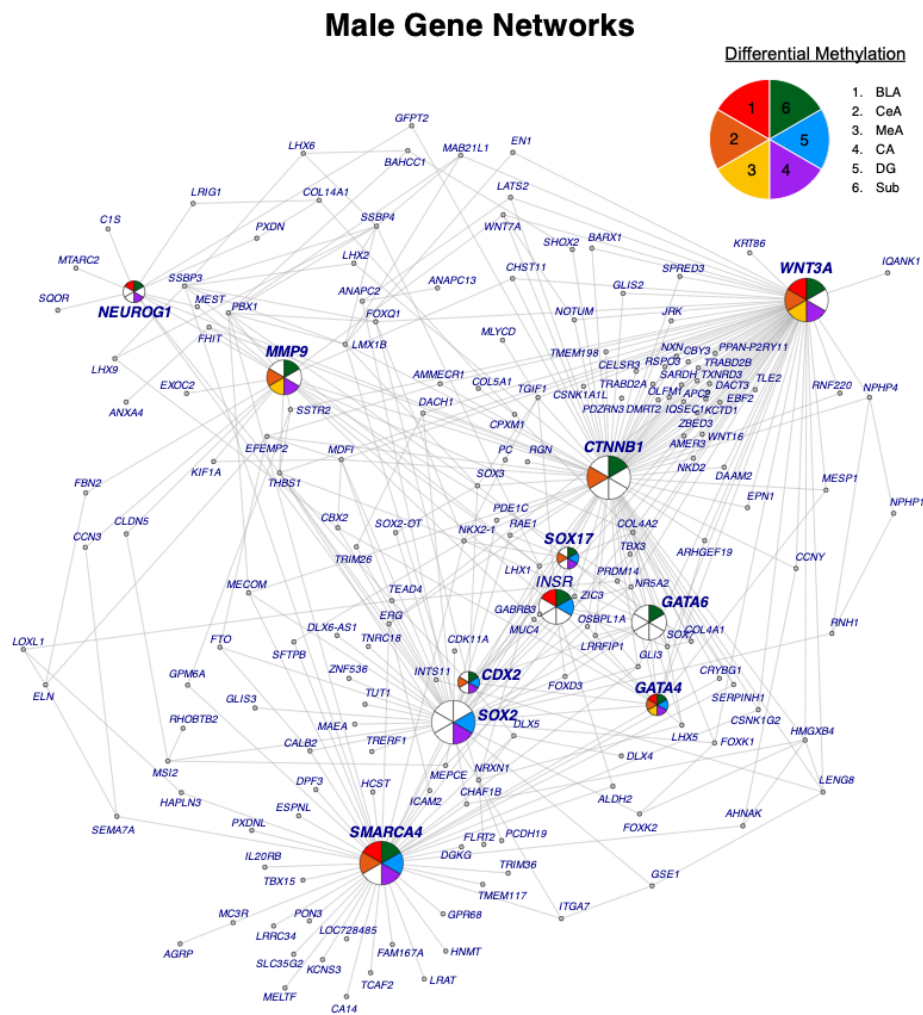 Male Gene Networks
Differential Methylation
1
6
2
5
3
4
1. BLA
2. CeA
3. MeA
4. CA
5. DG
6. Sub
GFPT2
LHX6
MAB21L1
EN1
BAHCC1
LRIG1
COL14A1
LATS2
C1S
PXDN
SSBP4
WNT7A
SHOX2
BARX1
KRT86
MTARC2
SSBP3
LHX2
ANAPC13
CHST11
SPRED3
WNT3A
IQANK1
SQOR
MEST
PBX1
ANAPC2
GLIS2
NEUROG1
FOXQ1
NOTUM
JRK
FHIT
MMP9
LMX1B
MLYCD
TMEM198
NXN
CBY3
PPAN-P2RY11
LHX9
CELSR3
RSPO3
TRABD2B
EXOC2
AMMECR1
COL5A1
TGIF1
TRABD2A
SARDH
TXNRD3
TLE2
RNF220
NPHP4
CSNK1A1L
OLFM1
APC2
DACT3
EBF2
ANXA4
SSTR2
DACH1
CPXM1
PDZRN3
DMRT2
IQSEC1
KCTD1
ZBED3
WNT16
EFEMP2
MDFI
PC
RGN
CTNNB1
AMER3
KIF1A
NKD2
DAAM2
FBN2
THBS1
SOX3
MESP1
EPN1
NPHP1
CLDN5
CBX2
SOX2-OT
PDE1C
RAE1
COL4A2
CCN3
NKX2-1
SOX17
TBX3
ARHGEF19
TRIM26
CCNY
LHX1
INSR
PRDM14
NR5A2
MECOM
TEAD4
ZIC3
GATA6
ERG
GABRB3
OSBPL1A
FTO
DLX6-AS1
TNRC18
MUC4
SOX7
COL4A1
RNH1
LOXL1
SFTPB
CDK11A
LRRFIP1
GLI3
GPM6A
ZNF536
INTS11
CDX2
FOXD3
CRYBG1
ELN
GLIS3
TUT1
SOX2
GATA4
SERPINH1
RHOBTB2
MAEA
DLX5
CSNK1G2
CALB2
TRERF1
LHX5
FOXK1
HMGXB4
MSI2
DPF3
HCST
MEPCE
NRXN1
DLX4
LENG8
HAPLN3
ESPNL
ICAM2
CHAF1B
ALDH2
SEMA7A
PXDNL
SMARCA4
FLRT2
PCDH19
FOXK2
AHNAK
IL20RB
DGKG
TRIM36
TBX15
TMEM117
GSE1
MC3R
PON3
GPR68
ITGA7
LRRC34
LOC728485
AGRP
SLC35G2
FAM167A
HNMT
KCNS3
TCAF2
LRAT
MELTF
CA14